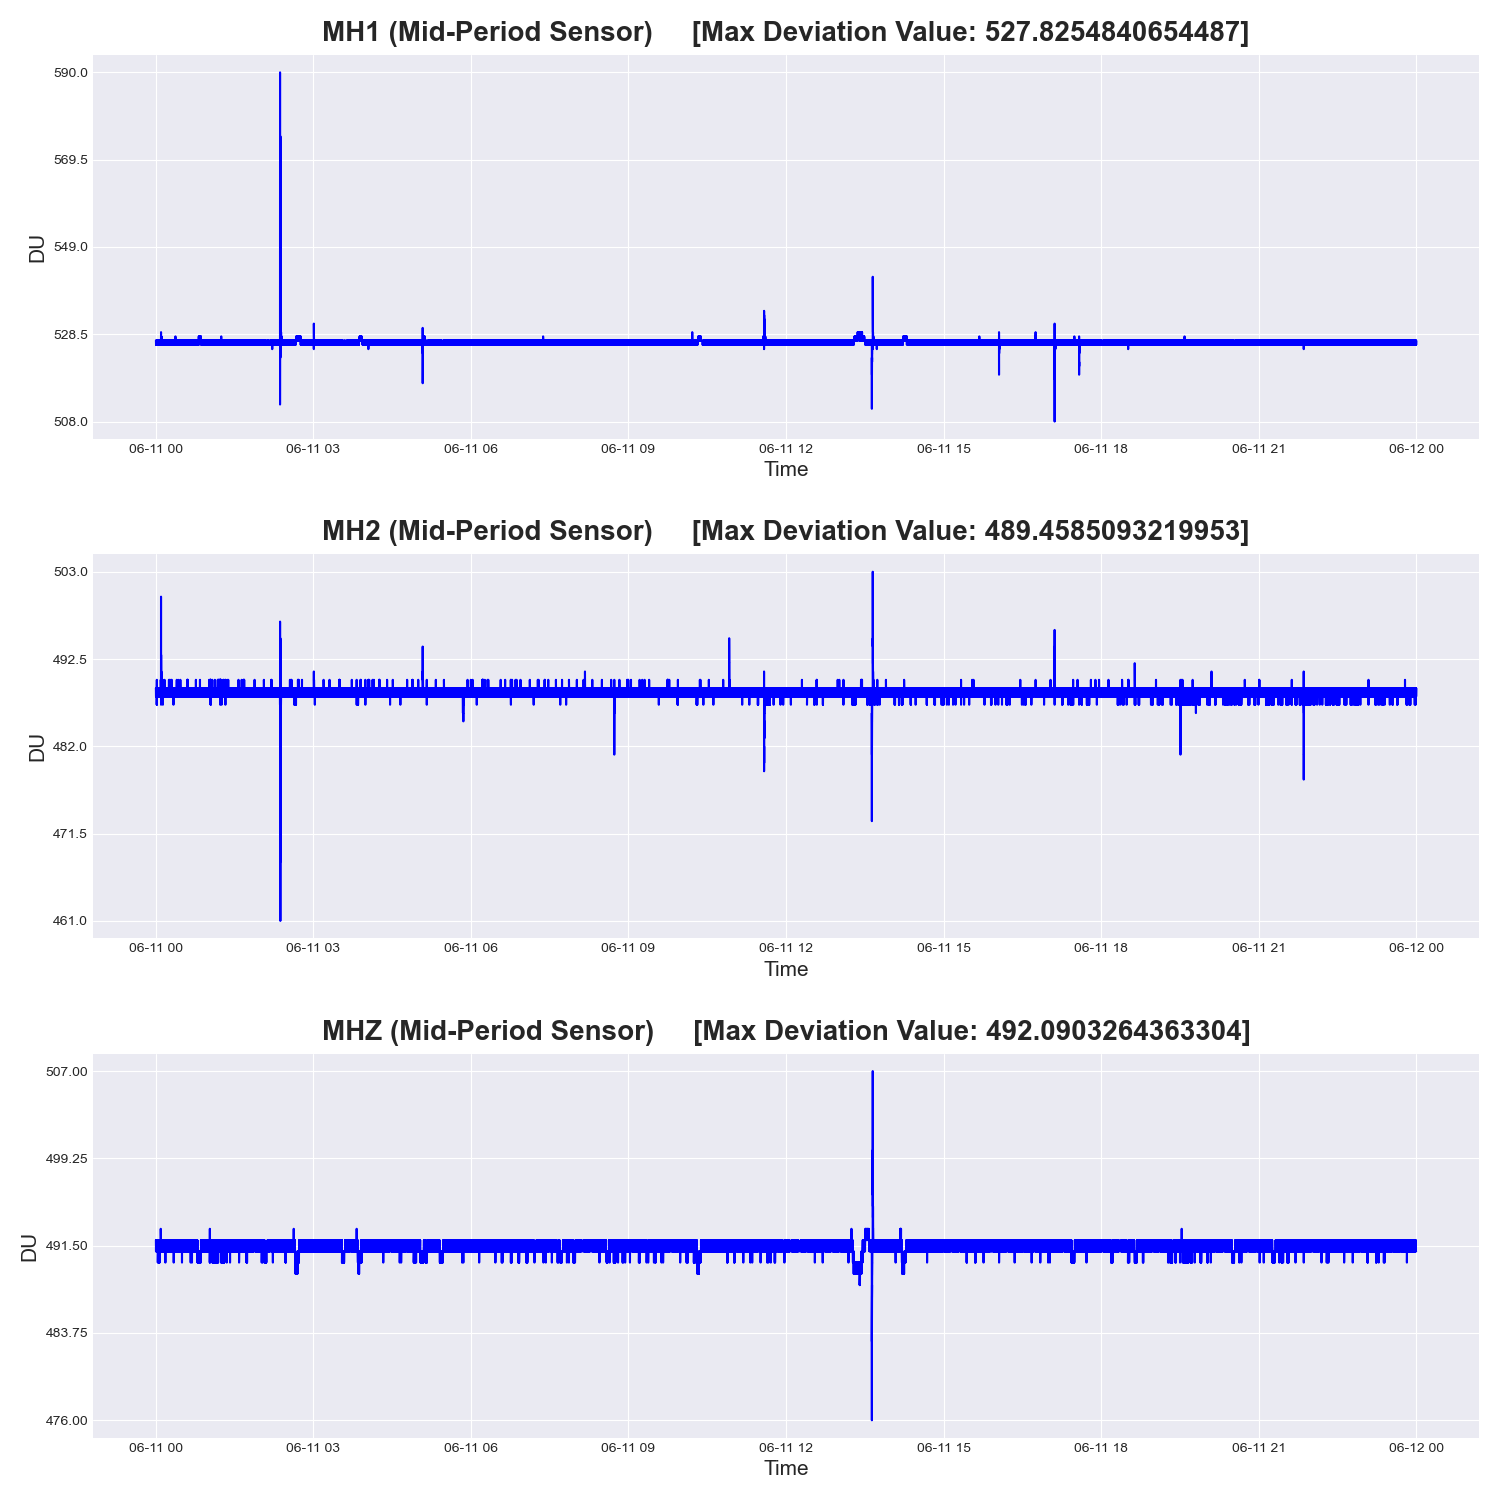 MH1 (Mid-Period Sensor) [Max Deviation Value: 527.8254840654487]
590.0
569.5
549.0
528.5
508.0
DU
06-11 00 06-11 03 06-11 06 06-11 09 06-11 12 06-11 15 06-11 18 06-11 21 06-12 00
Time
MH2 (Mid-Period Sensor) [Max Deviation Value: 489.4585093219953]
503.0
492.5
482.0
471.5
461.0
DU
06-11 00 06-11 03 06-11 06 06-11 09 06-11 12 06-11 15 06-11 18 06-11 21 06-12 00
Time
MHZ (Mid-Period Sensor) [Max Deviation Value: 492.0903264363304]
507.00
499.25
491.50
483.75
476.00
DU
06-11 00 06-11 03 06-11 06 06-11 09 06-11 12 06-11 15 06-11 18 06-11 21 06-12 00
Time